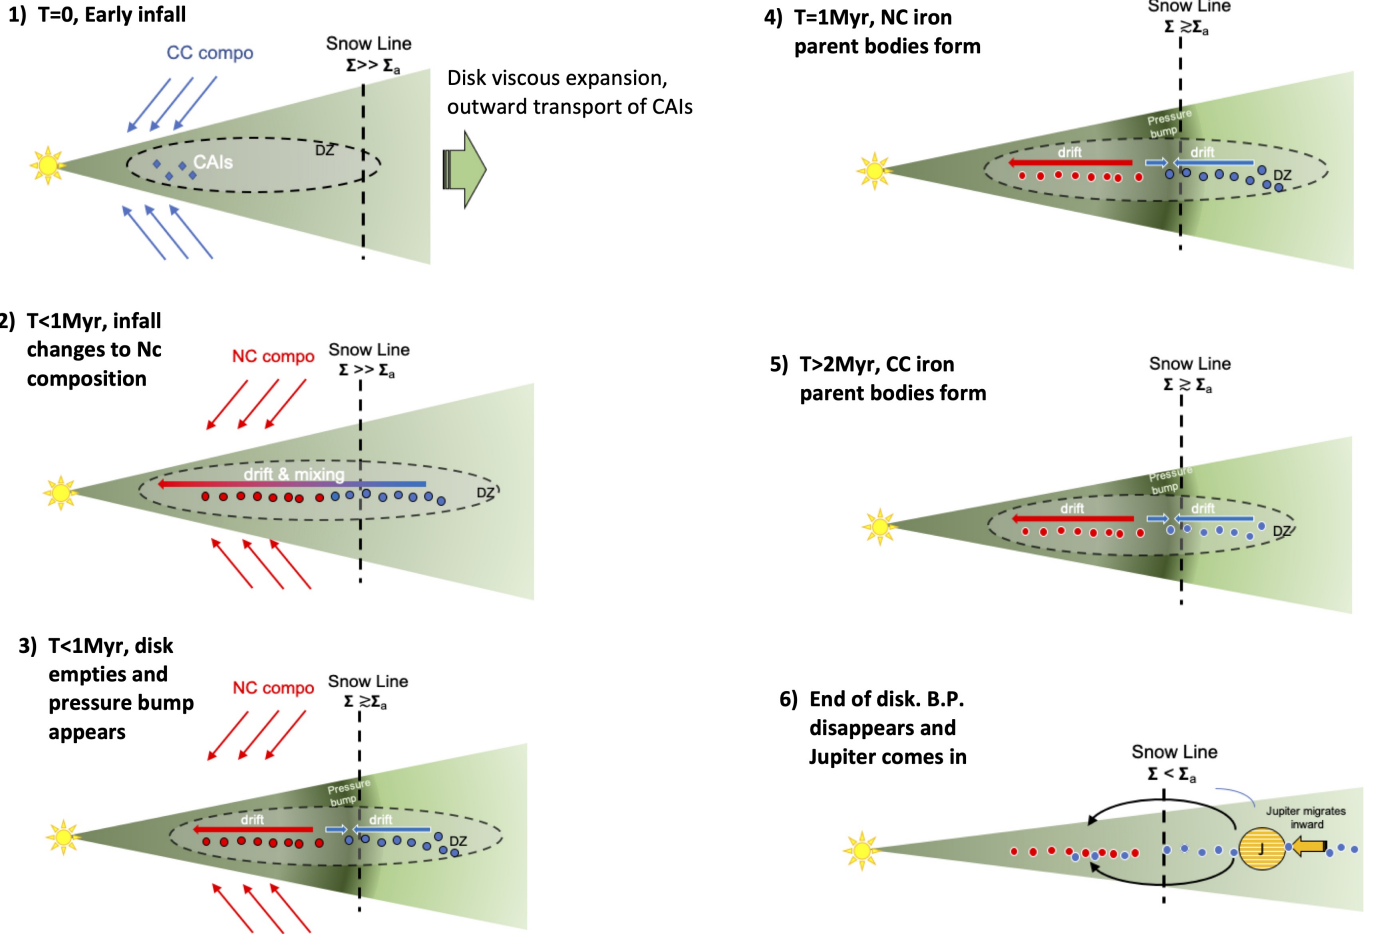 1) T=0, Early infall
CC compo
Snow Line
Σ>> Σa
DZ
CAIs
Disk viscous expansion,
outward transport of CAIs
2) T<1Myr, infall
changes to Nc
composition
NC compo
Snow Line
Σ >> Σa
drift & mixing
DZ
3) T<1Myr, disk
empties and
pressure bump
appears
NC compo
Snow Line
Σ ≳Σa
Pressure
bump
drift
drift
DZ
4) T=1Myr, NC iron
parent bodies form
Snow Line
Σ ≳Σa
Pressure
bump
drift
drift
DZ
5) T>2Myr, CC iron
parent bodies form
Snow Line
Σ ≳ Σa
Pressure
bump
drift
drift
DZ
6) End of disk. B.P.
disappears and
Jupiter comes in
Snow Line
Σ < Σa
Jupiter migrates
inward
J